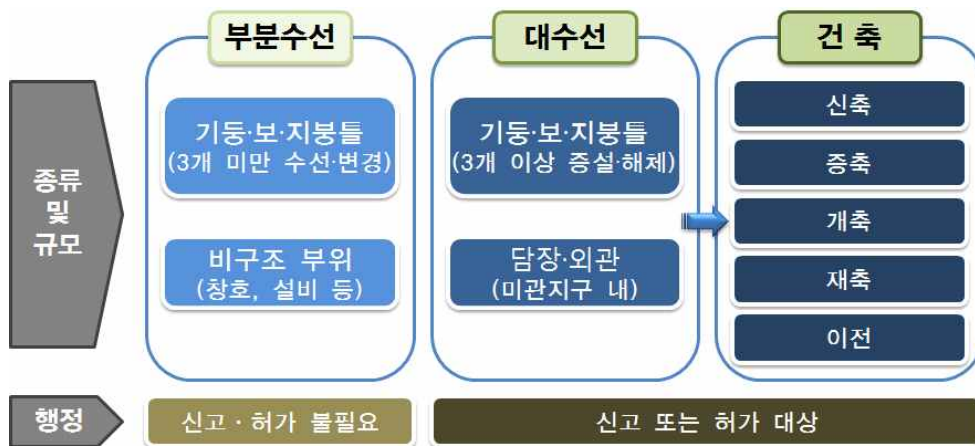 부분수선
대수선
건 축
종류
및
규모
기둥·보·지붕틀
(3개 미만 수선·변경)
비구조 부위
(창호, 설비 등)
기둥·보·지붕틀
(3개 이상 증설·해체)
담장·외관
(미관지구 내)
신축
증축
개축
재축
이전
행정
신고 · 허가 불필요
신고 또는 허가 대상